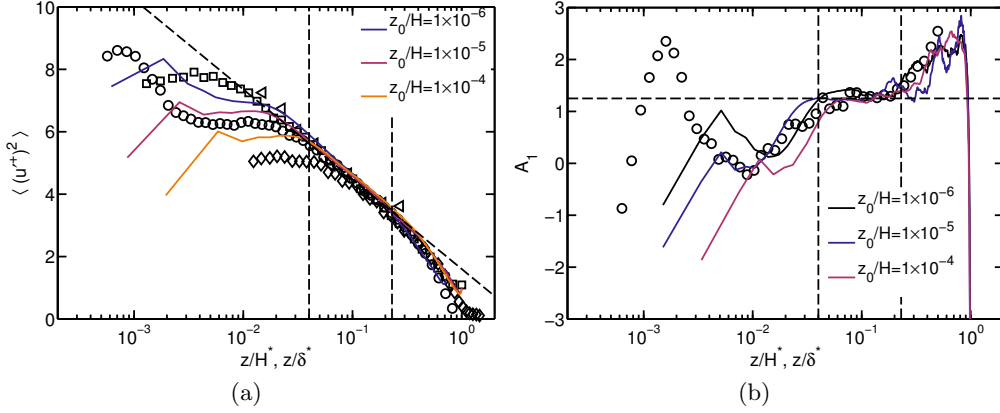 (a)
10
8
6
4
2
0
⟨ (u⁺)² ⟩
z₀/H=1×10⁻⁶
z₀/H=1×10⁻⁵
z₀/H=1×10⁻⁴
10⁻³ 10⁻² 10⁻¹ 10⁰
z/H*, z/δ*
(a)
b)
3
2
1
0
−1
−2
−3
A₁
z₀/H=1×10⁻⁶
z₀/H=1×10⁻⁵
z₀/H=1×10⁻⁴
10⁻³ 10⁻² 10⁻¹ 10⁰
z/H*, z/δ*
(b)